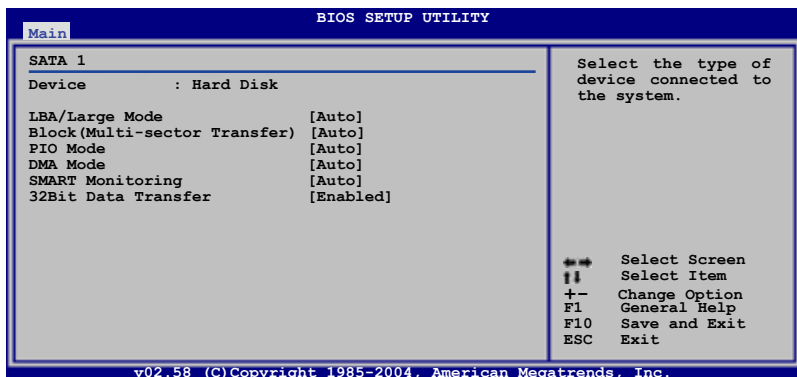 BIOS SETUP UTILITY
Main
SATA 1
Device : Hard Disk
LBA/Large Mode [Auto]
Block(Multi-sector Transfer) [Auto]
PIO Mode [Auto]
DMA Mode [Auto]
SMART Monitoring [Auto]
32Bit Data Transfer [Enabled]
Select the type of
device connected to
the system.
Select Screen
Select Item
+- Change Option
F1 General Help
F10 Save and Exit
ESC Exit
v02.58 (C)Copyright 1985-2004, American Megatrends, Inc.